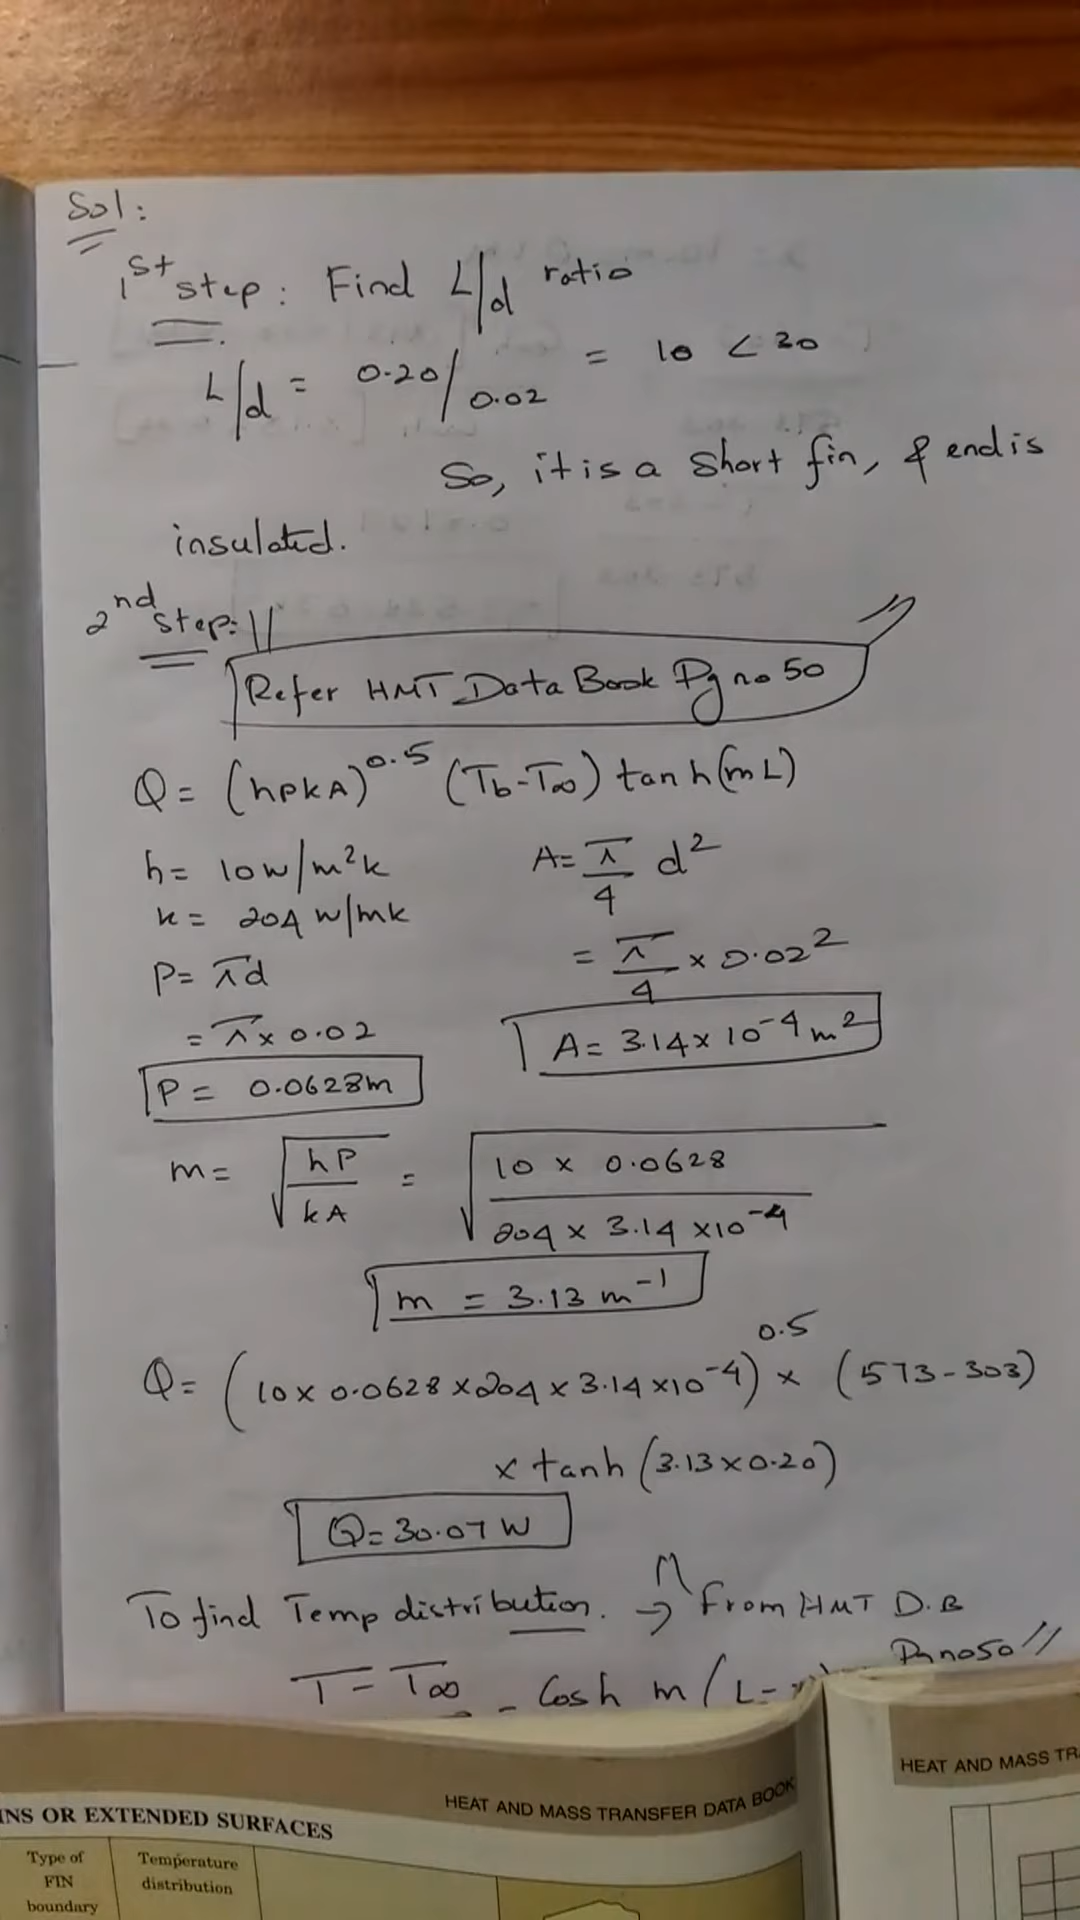 Sol:
1st step: Find L/d ratio
L/d = 0.20/0.02 = 10 < 30
So, it is a short fin, & end is
insulated.
2nd step:
Refer HMT Data Book Pg no 50
Q = (hPkA)^0.5 (Tb-T∞) tanh(mL)
h = 10 W/m²K
k = 204 W/mK
P = πd
= π × 0.02
P = 0.0628m
A = π/4 d²
= π/4 × 0.02²
A = 3.14 × 10^-4 m²
m = √(hP/kA) = √(10 × 0.0628 / 204 × 3.14 × 10^-4)
m = 3.13 m^-1
Q = (10 × 0.0628 × 204 × 3.14 × 10^-4)^0.5 × (573-303)
× tanh (3.13 × 0.20)
Q = 30.07 W
To find Temp distribution. → From HMT D.B
Pg no 50
T - T∞ = Cosh m (L-
HEAT AND MASS TRANSFER DATA BOOK
INS OR EXTENDED SURFACES
Type of
FIN
boundary
Temperature
distribution
HEAT AND MASS TR